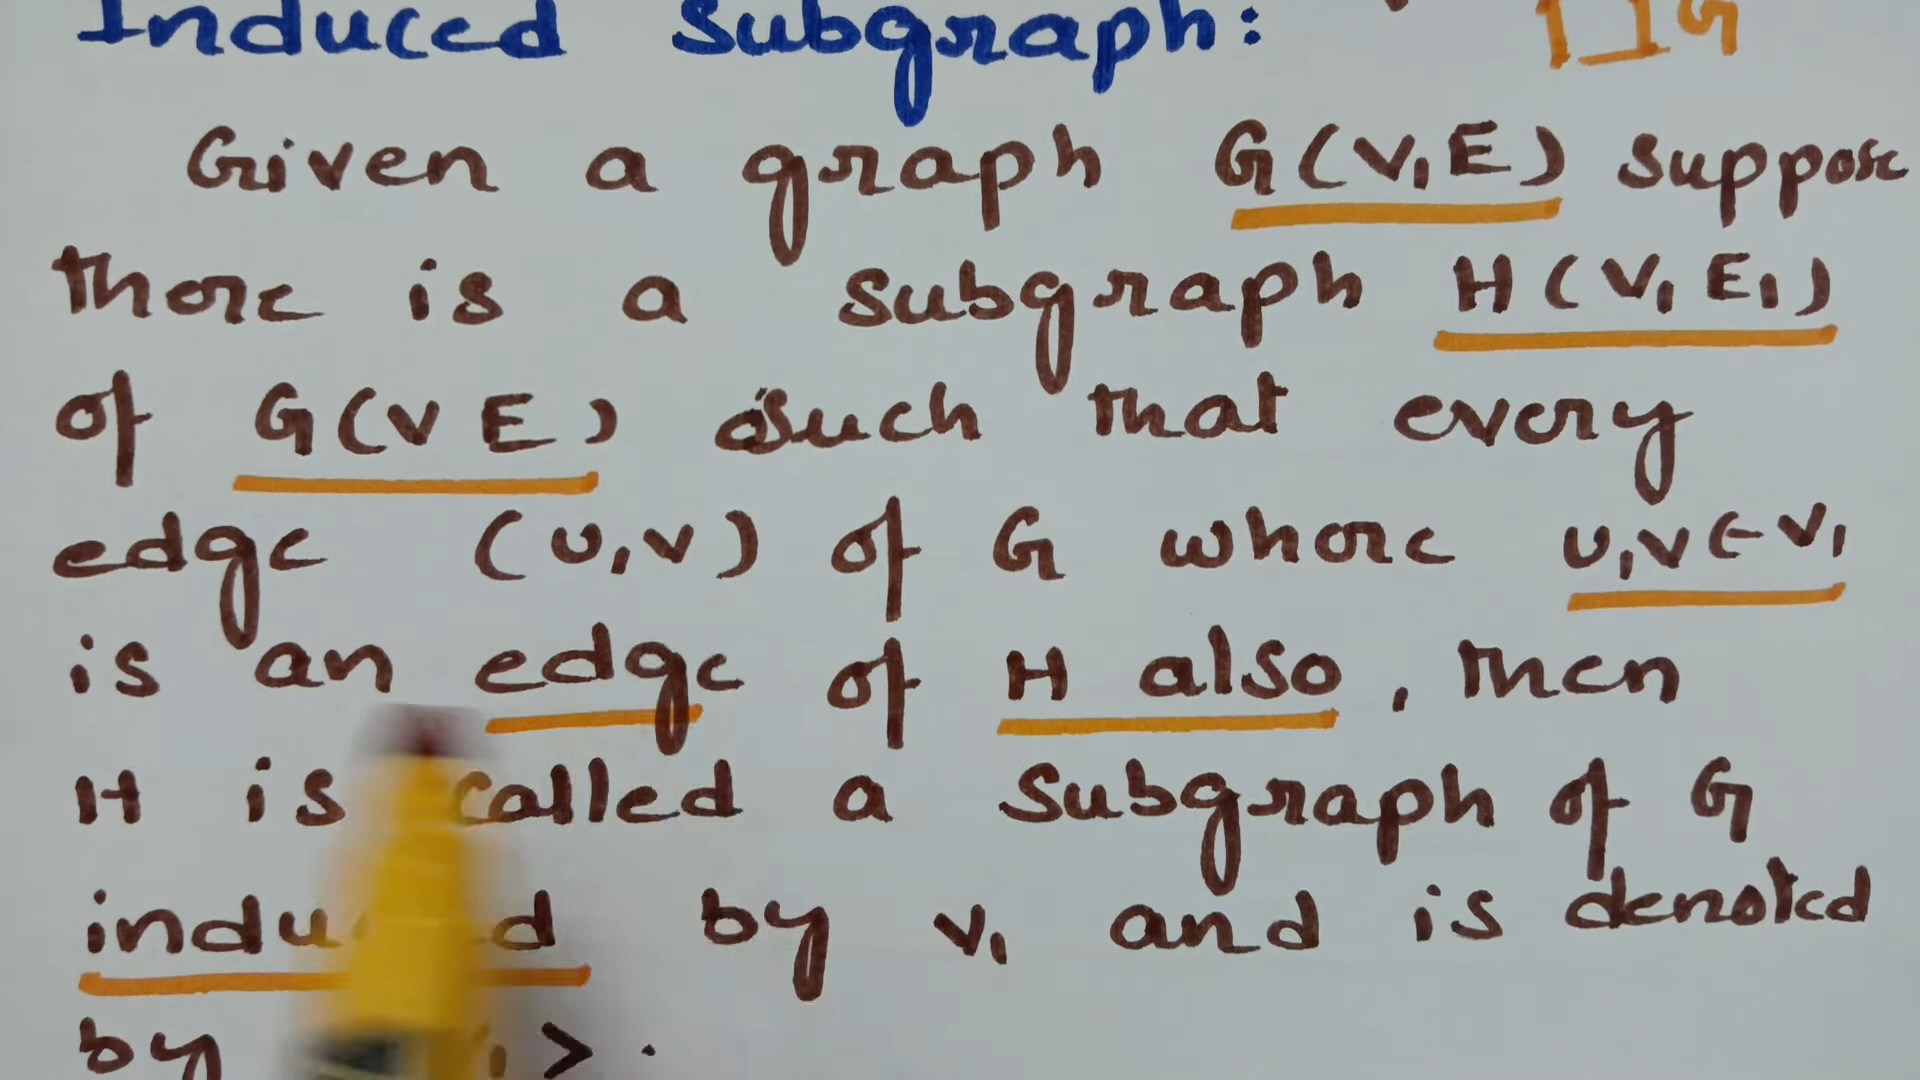 Induced Subgraph: G
Given a graph G(V,E) suppose
there is a subgraph H(V₁ E₁)
of G(V E) such that every
edge (u,v) of G where u,v ∈ V₁
is an edge of H also, then
H is called a subgraph of G
by V₁ and is denoted
by >.